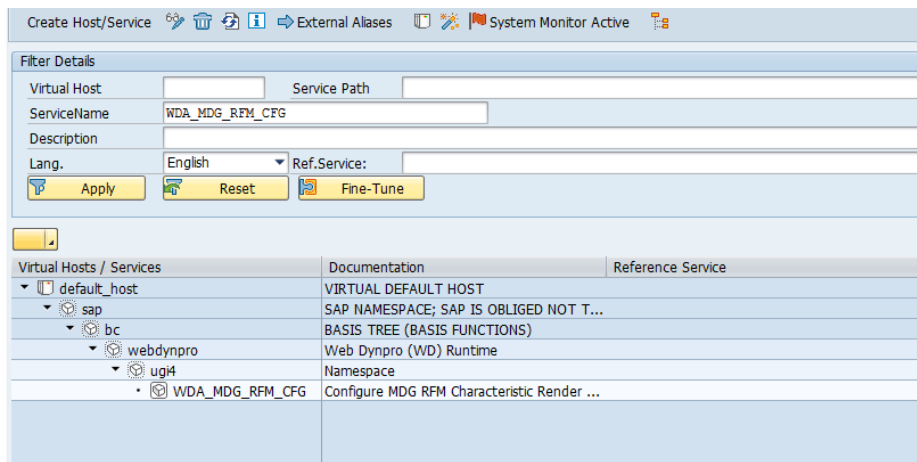 Create Host/Service External Aliases System Monitor Active
Filter Details
Virtual Host Service Path
ServiceName WDA_MDG_RFM_CFG
Description
Lang. English Ref.Service:
Apply Reset Fine-Tune
Virtual Hosts / Services Documentation Reference Service
default_host VIRTUAL DEFAULT HOST
sap SAP NAMESPACE; SAP IS OBLIGED NOT T...
bc BASIS TREE (BASIS FUNCTIONS)
webdynpro Web Dynpro (WD) Runtime
ugi4 Namespace
WDA_MDG_RFM_CFG Configure MDG RFM Characteristic Render ...